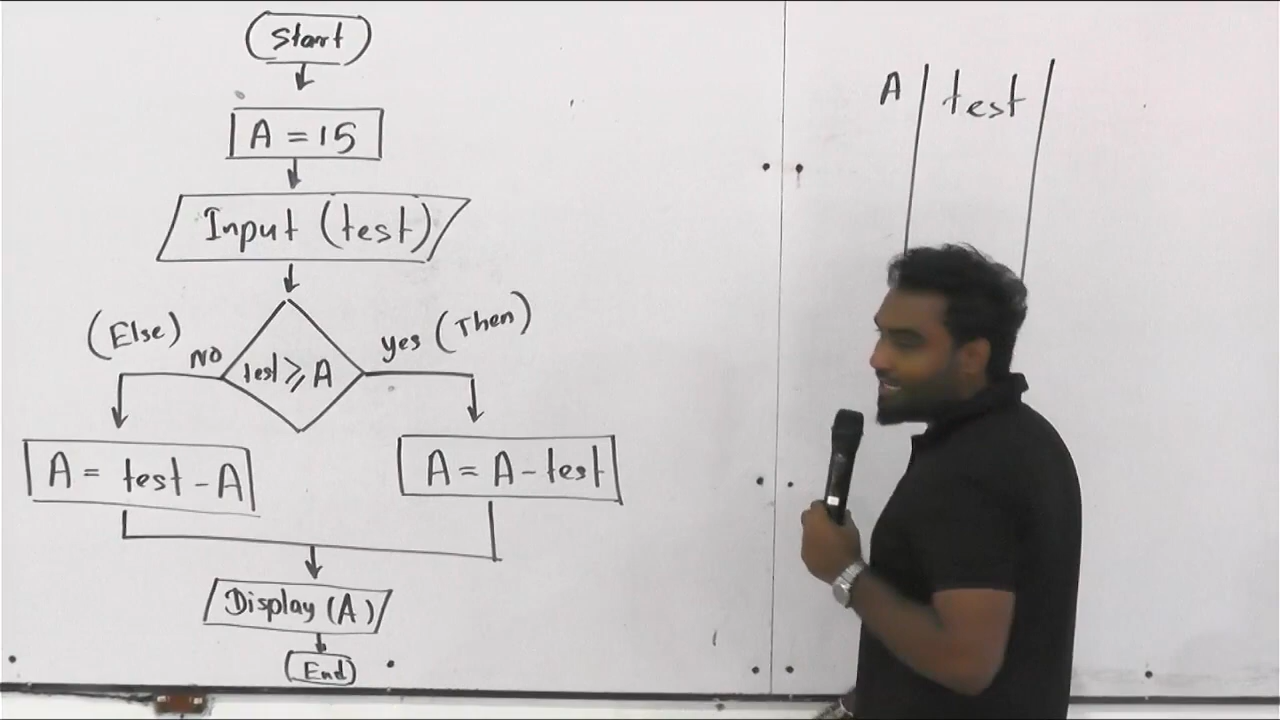 Start
A = 15
Input (test)
(Else) NO
test ⩾ A
yes (Then)
A = test - A
A = A - test
Display (A)
End
A | test |